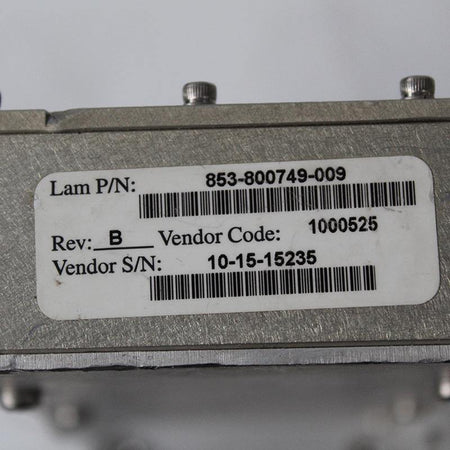 Lam P/N: 853-800749-009
Rev: B Vendor Code: 1000525
Vendor S/N: 10-15-15235